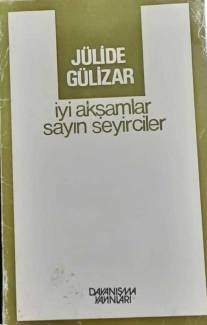 JÜLİDE
GÜLİZAR
iyi akşamlar
sayın seyirciler
DAYANIŞMA
YAYINLARI